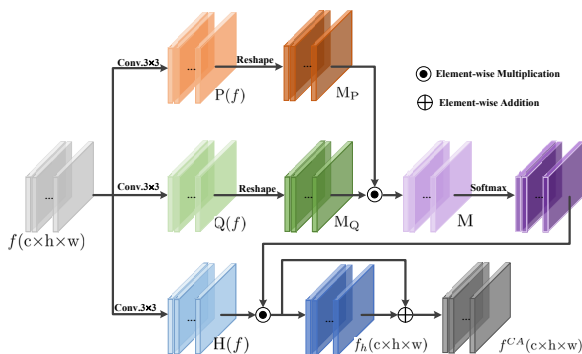 Conv.3×3
Reshape
...
...
P(f)
M_P
Element-wise Multiplication
Element-wise Addition
...
f(c×h×w)
Conv.3×3
Reshape
Softmax
...
...
...
...
Q(f)
M_Q
M
Conv.3×3
...
...
...
H(f)
f_h(c×h×w)
f^{CA}(c×h×w)